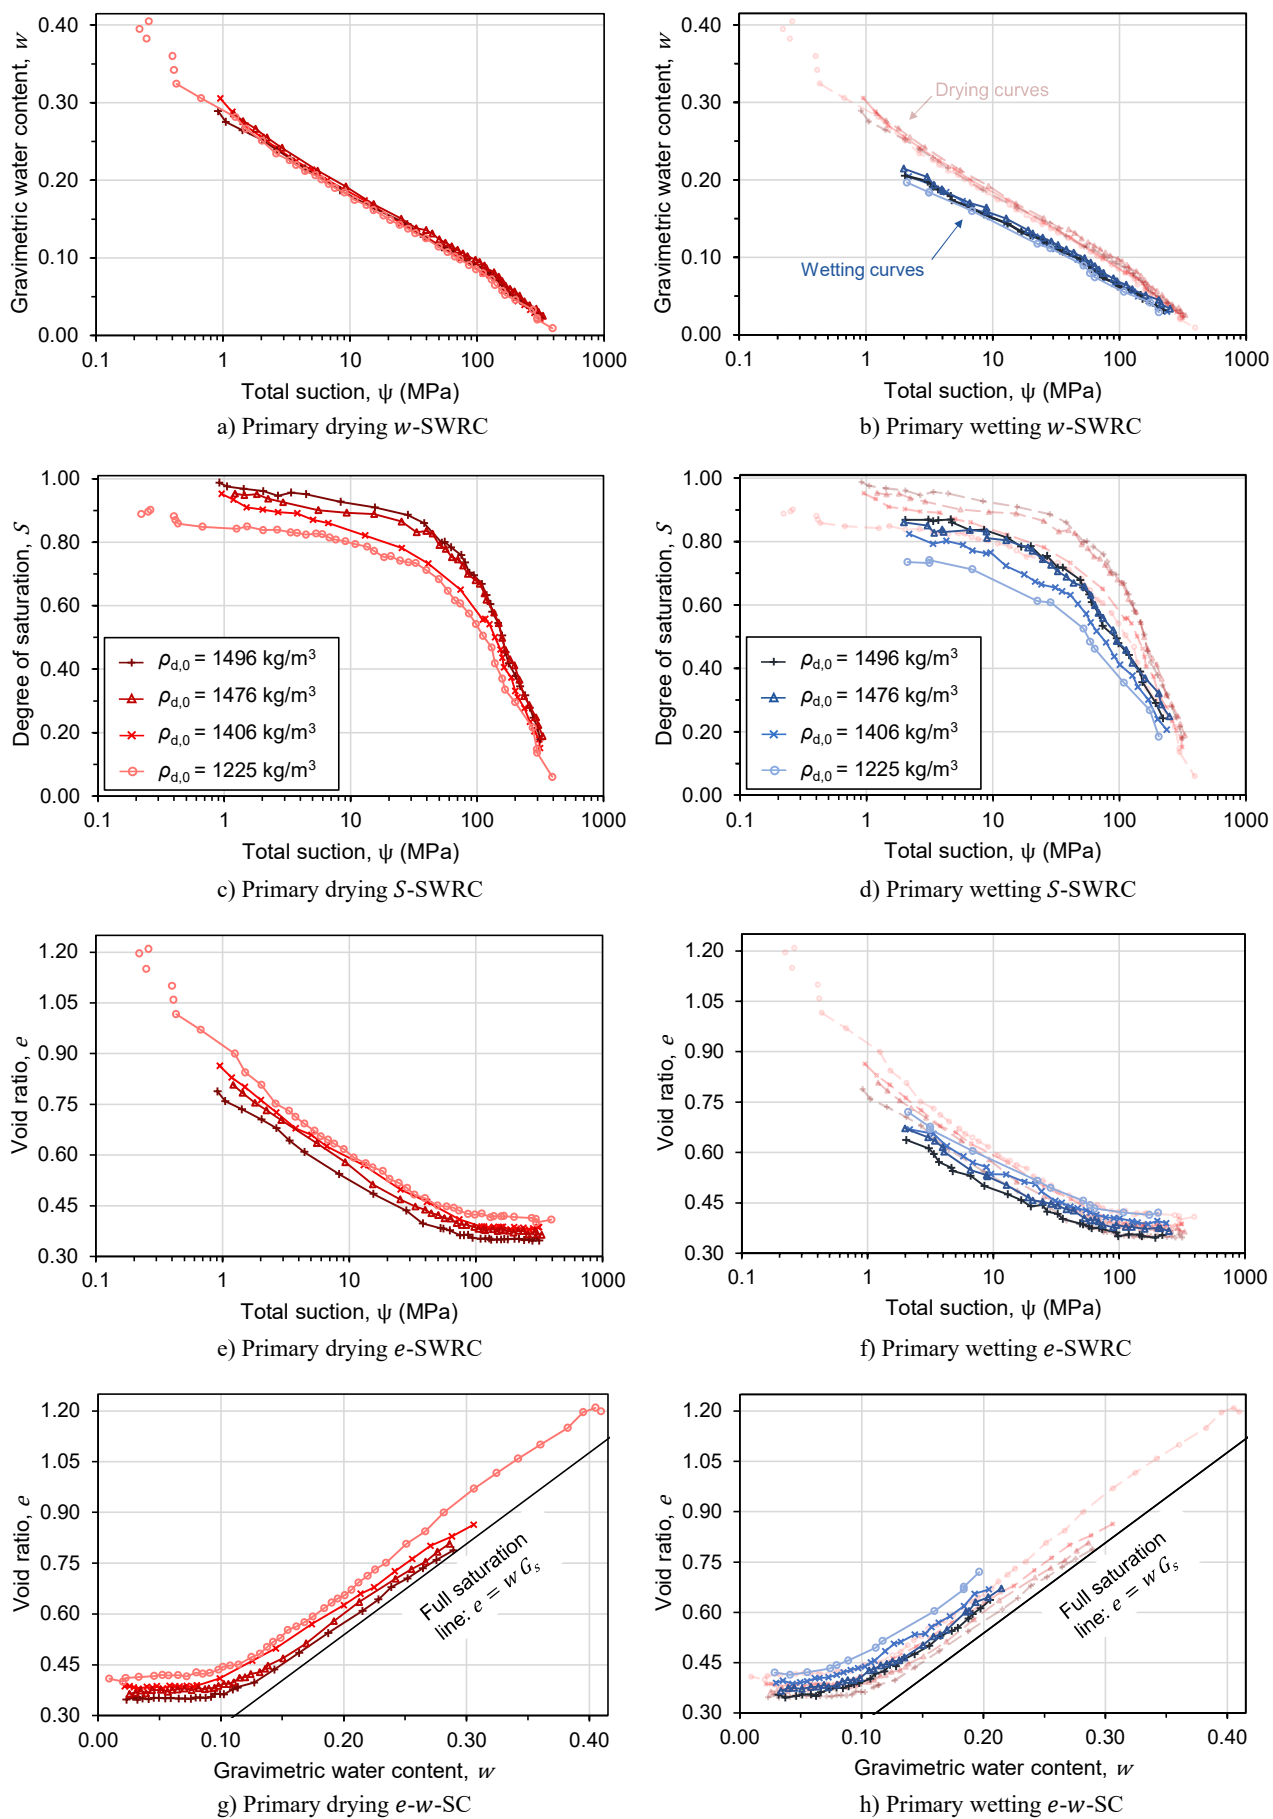 0.40
0.30
0.20
0.10
0.00
Gravimetric water content, w
0.1
1
10
100
1000
Total suction, ψ (MPa)
a) Primary drying w-SWRC
0.40
0.30
0.20
0.10
0.00
Gravimetric water content, w
Drying curves
Wetting curves
0.1
1
10
100
1000
Total suction, ψ (MPa)
b) Primary wetting w-SWRC
1.00
0.80
0.60
0.40
0.20
0.00
Degree of saturation, S
ρd,0 = 1496 kg/m³
ρd,0 = 1476 kg/m³
ρd,0 = 1406 kg/m³
ρd,0 = 1225 kg/m³
0.1
1
10
100
1000
Total suction, ψ (MPa)
c) Primary drying S-SWRC
1.00
0.80
0.60
0.40
0.20
0.00
Degree of saturation, S
ρd,0 = 1496 kg/m³
ρd,0 = 1476 kg/m³
ρd,0 = 1406 kg/m³
ρd,0 = 1225 kg/m³
0.1
1
10
100
1000
Total suction, ψ (MPa)
d) Primary wetting S-SWRC
1.20
1.05
0.90
0.75
0.60
0.45
0.30
Void ratio, e
0.1
1
10
100
1000
Total suction, ψ (MPa)
e) Primary drying e-SWRC
1.20
1.05
0.90
0.75
0.60
0.45
0.30
Void ratio, e
0.1
1
10
100
1000
Total suction, ψ (MPa)
f) Primary wetting e-SWRC
1.20
1.05
0.90
0.75
0.60
0.45
0.30
Void ratio, e
Full saturation
line: e = w Gs
0.00
0.10
0.20
0.30
0.40
Gravimetric water content, w
g) Primary drying e-w-SC
1.20
1.05
0.90
0.75
0.60
0.45
0.30
Void ratio, e
Full saturation
line: e = w Gs
0.00
0.10
0.20
0.30
0.40
Gravimetric water content, w
h) Primary wetting e-w-SC